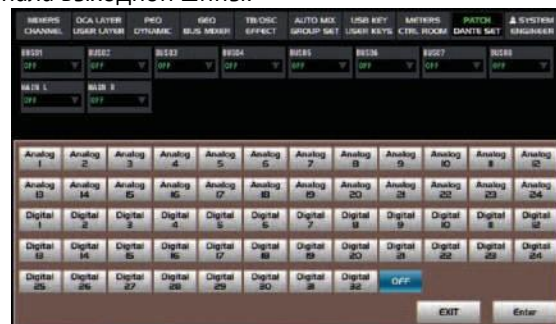 нала выходной шины.
MIXERS DCA LAYER PEQ GEQ TB/OSC AUTO MIX USB KEY METERS PATCH SYSTEM
CHANNEL USER LAYER DYNAMIC BUS MIXER EFFECT GROUP SET USER KEYS CTRL ROOM DANTE SET ENGINEER
BUS01 BUS02 BUS03 BUS04 BUS05 BUS06 BUS07 BUS08
OFF OFF OFF OFF OFF OFF OFF OFF
MAIN L MAIN R
OFF OFF
Analog Analog Analog Analog Analog Analog Analog Analog Analog Analog Analog Analog
1 2 3 4 5 6 7 8 9 10 11 12
Analog Analog Analog Analog Analog Analog Analog Analog Analog Analog Analog Analog
13 14 15 16 17 18 19 20 21 22 23 24
Digital Digital Digital Digital Digital Digital Digital Digital Digital Digital Digital Digital
1 2 3 4 5 6 7 8 9 10 11 12
Digital Digital Digital Digital Digital Digital Digital Digital Digital Digital Digital Digital
13 14 15 16 17 18 19 20 21 22 23 24
Digital Digital Digital Digital Digital Digital Digital Digital OFF
25 26 27 28 29 30 31 32
EXIT Enter